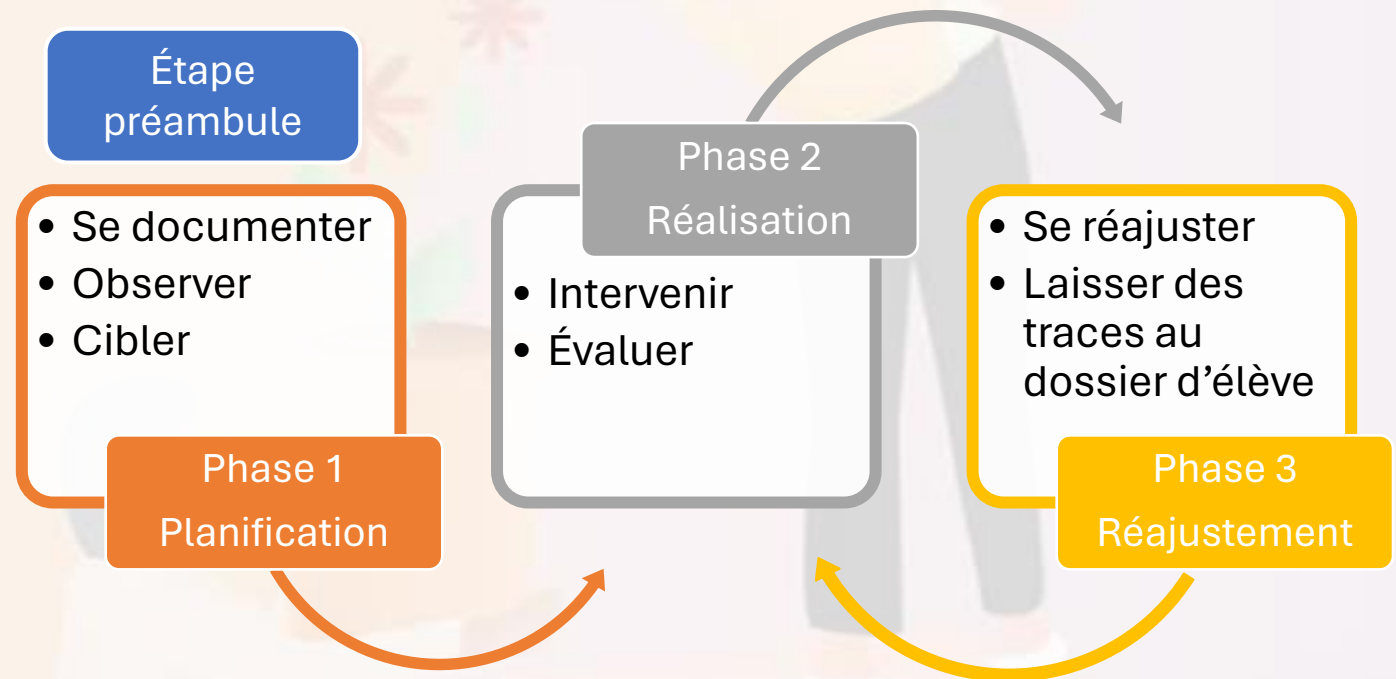 Étape
préambule
• Se documenter
• Observer
• Cibler
Phase 1
Planification
Phase 2
Réalisation
• Intervenir
• Évaluer
• Se réajuster
• Laisser des
traces au
dossier d’élève
Phase 3
Réajustement